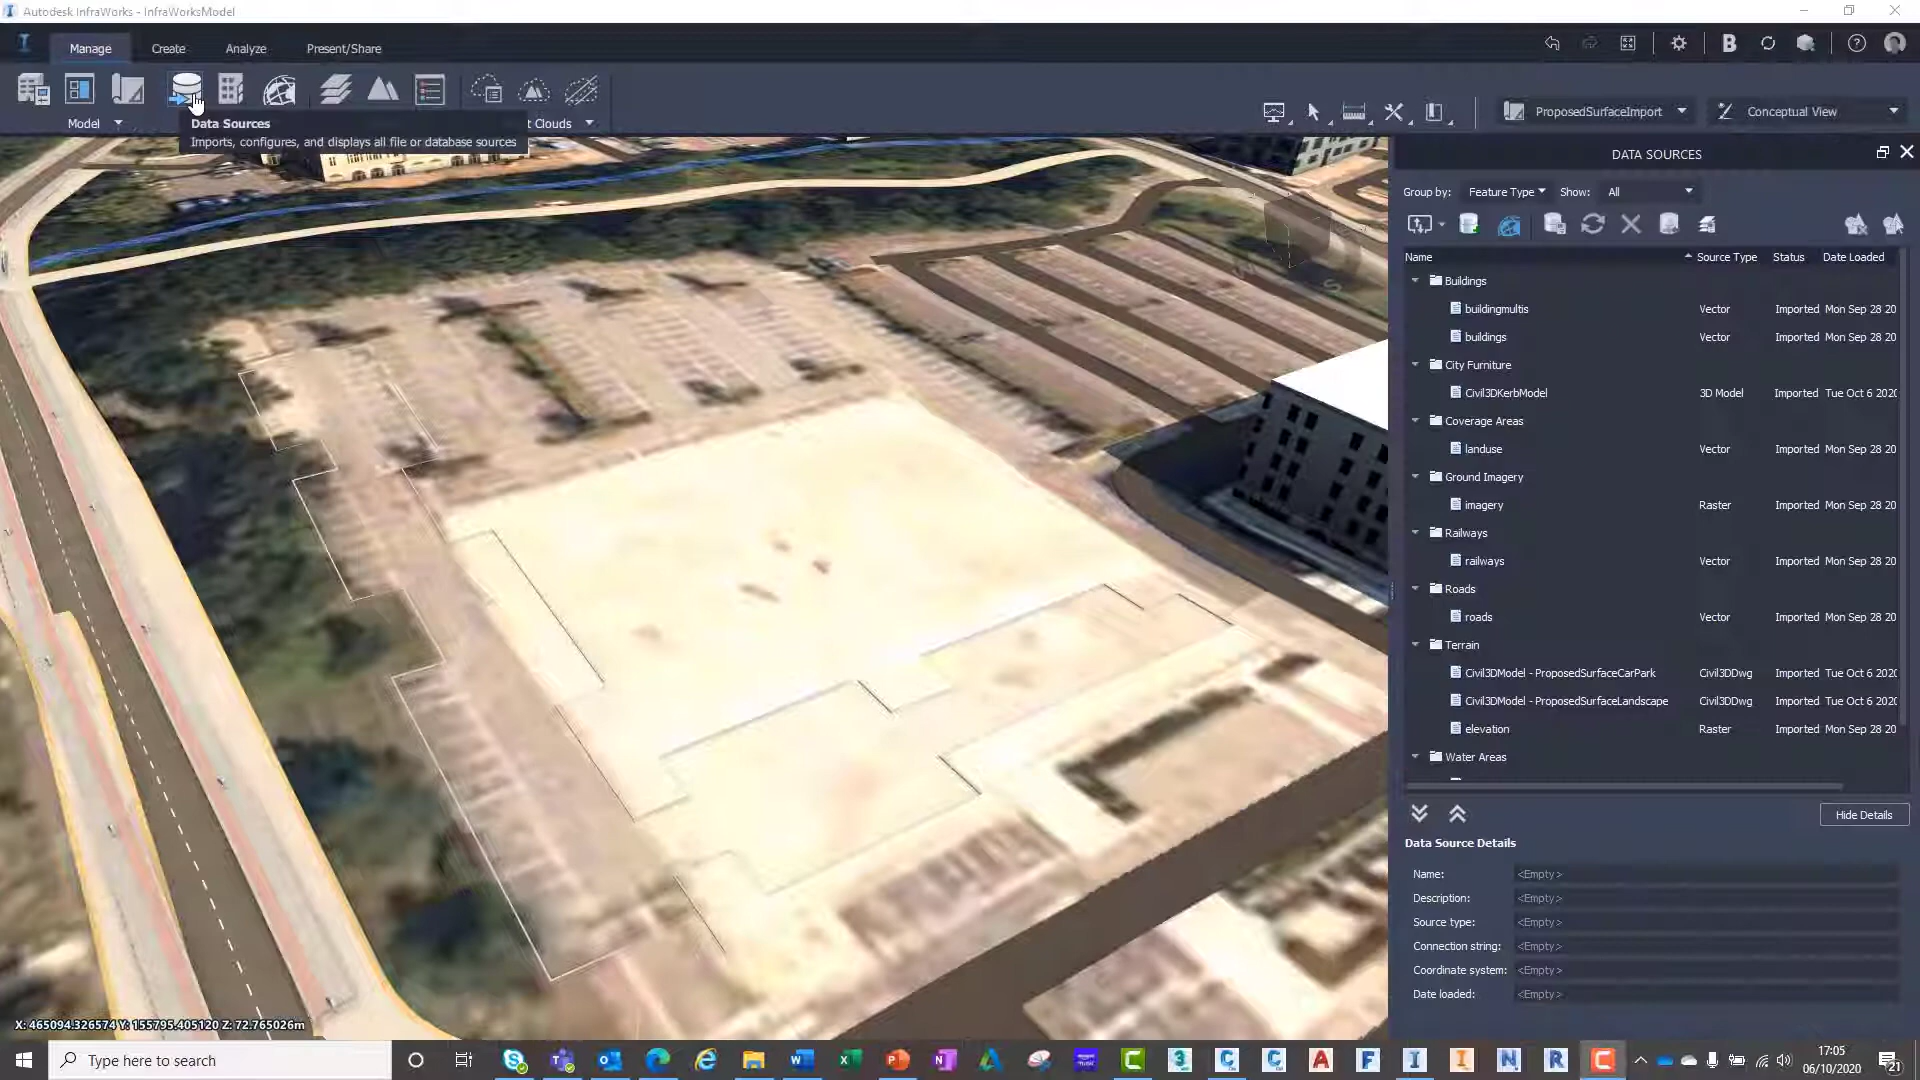 Autodesk InfraWorks - InfraWorksModel
Manage Create Analyze Present/Share
Model
t Clouds
Data Sources
Imports, configures, and displays all file or database sources
ProposedSurfaceImport
Conceptual View
DATA SOURCES
Group by: Feature Type Show: All
Name Source Type Status Date Loaded
Buildings
buildingmultis Vector Imported Mon Sep 28 20
buildings Vector Imported Mon Sep 28 20
City Furniture
Civil3DKerbModel 3D Model Imported Tue Oct 6 2020
Coverage Areas
landuse Vector Imported Mon Sep 28 20
Ground Imagery
imagery Raster Imported Mon Sep 28 20
Railways
railways Vector Imported Mon Sep 28 20
Roads
roads Vector Imported Mon Sep 28 20
Terrain
Civil3DModel - ProposedSurfaceCarPark Civil3DDwg Imported Tue Oct 6 2020
Civil3DModel - ProposedSurfaceLandscape Civil3DDwg Imported Tue Oct 6 2020
elevation Raster Imported Mon Sep 28 20
Water Areas
Hide Details
Data Source Details
Name: <Empty>
Description: <Empty>
Source type: <Empty>
Connection string: <Empty>
Coordinate system: <Empty>
Date loaded: <Empty>
X: 465094.326574 Y: 155795.405120 Z: 72.765026m
Type here to search
17:05
06/10/2020
21